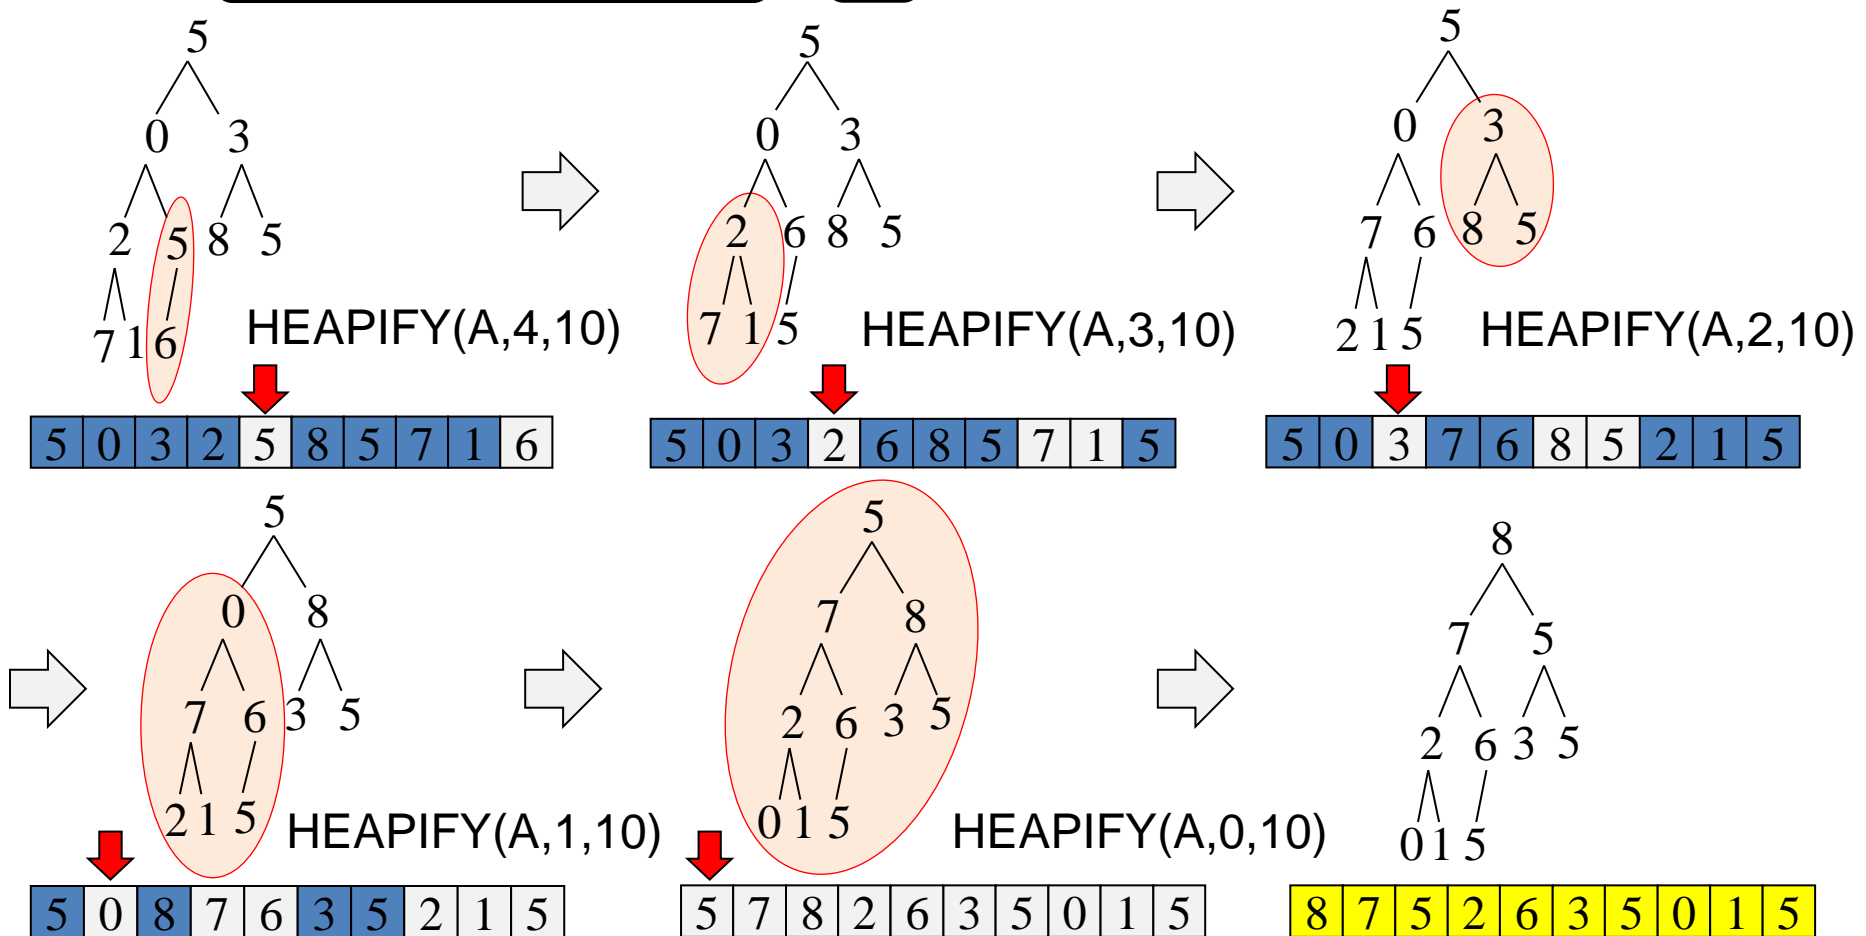 5
0 3
2 5 8 5
7 1 6
HEAPIFY(A,4,10)
5 0 3 2 5 8 5 7 1 6
5
0 3
2 6 8 5
7 1 5
HEAPIFY(A,3,10)
5 0 3 2 6 8 5 7 1 5
5
0 3
7 6 8 5
2 1 5
HEAPIFY(A,2,10)
5 0 3 7 6 8 5 2 1 5
5
0 8
7 6 3 5
2 1 5
HEAPIFY(A,1,10)
5 0 8 7 6 3 5 2 1 5
5
7 8
2 6 3 5
0 1 5
HEAPIFY(A,0,10)
5 7 8 2 6 3 5 0 1 5
8
7 5
2 6 3 5
0 1 5
8 7 5 2 6 3 5 0 1 5